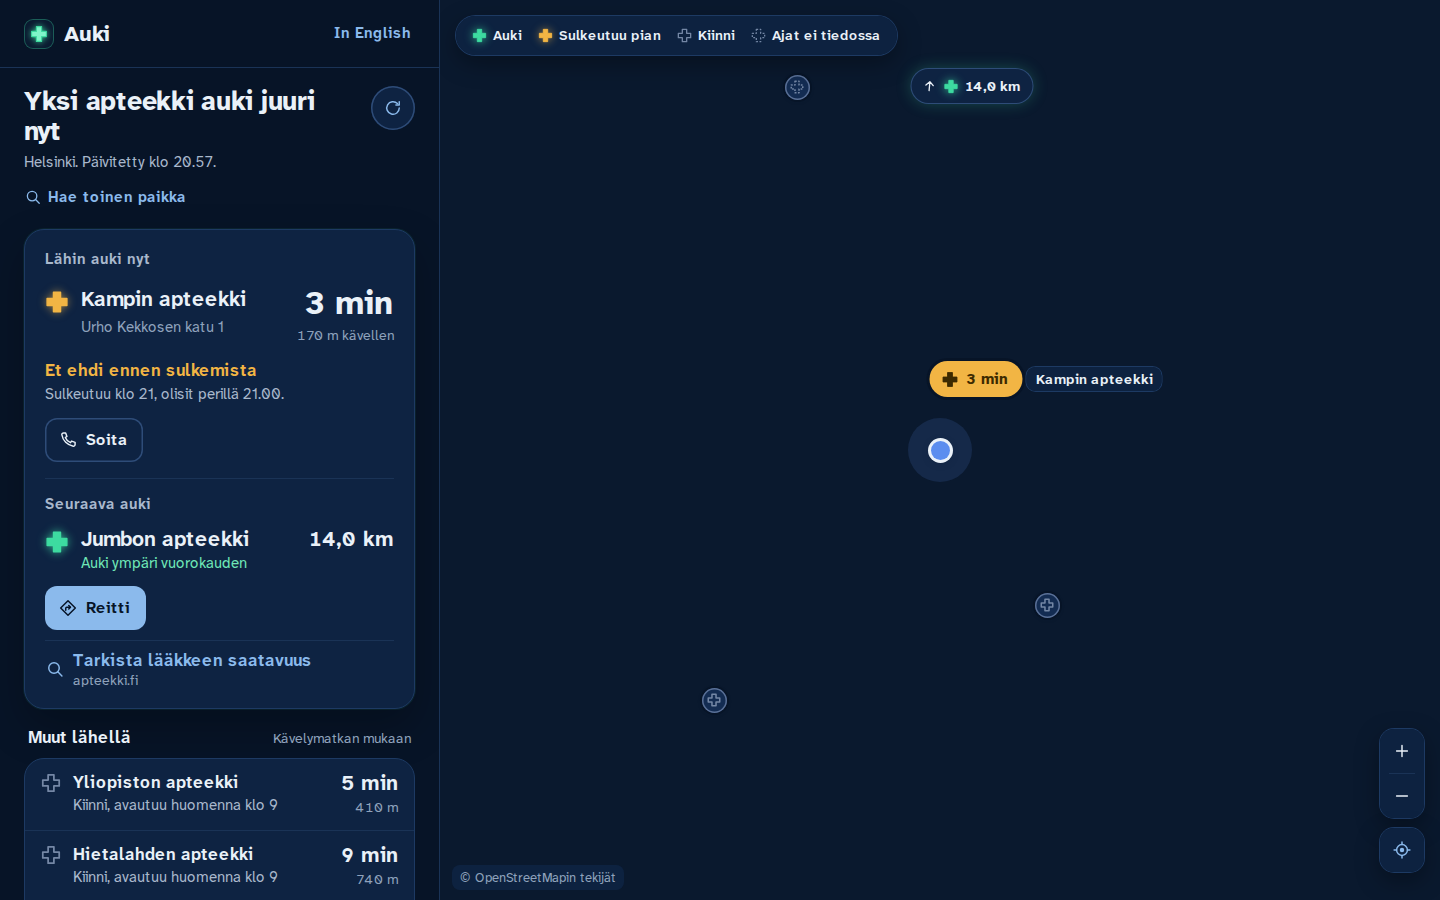 Auki
In English
Yksi apteekki auki juuri
nyt
Helsinki. Päivitetty klo 20.57.
Hae toinen paikka
Lähin auki nyt
Kampin apteekki
3 min
Urho Kekkosen katu 1
170 m kävellen
Et ehdi ennen sulkemista
Sulkeutuu klo 21, olisit perillä 21.00.
Soita
Seuraava auki
Jumbon apteekki
14,0 km
Auki ympäri vuorokauden
Reitti
Tarkista lääkkeen saatavuus
apteekki.fi
Muut lähellä
Kävelymatkan mukaan
Yliopiston apteekki
5 min
Kiinni, avautuu huomenna klo 9
410 m
Hietalahden apteekki
9 min
Kiinni, avautuu huomenna klo 9
740 m
Auki
Sulkeutuu pian
Kiinni
Ajat ei tiedossa
14,0 km
3 min
Kampin apteekki
© OpenStreetMapin tekijät